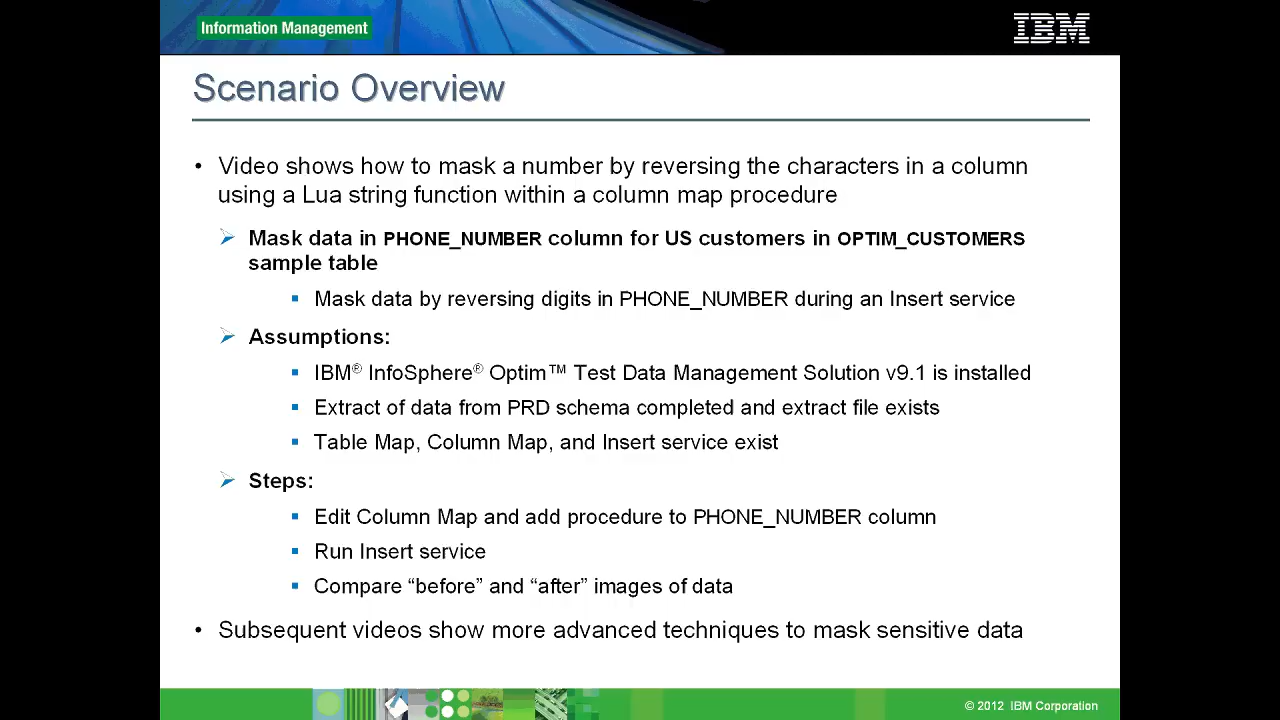 Information Management
IBM
Scenario Overview
• Video shows how to mask a number by reversing the characters in a column
using a Lua string function within a column map procedure
➢ Mask data in PHONE_NUMBER column for US customers in OPTIM_CUSTOMERS
sample table
▪ Mask data by reversing digits in PHONE_NUMBER during an Insert service
➢ Assumptions:
▪ IBM® InfoSphere® Optim™ Test Data Management Solution v9.1 is installed
▪ Extract of data from PRD schema completed and extract file exists
▪ Table Map, Column Map, and Insert service exist
➢ Steps:
▪ Edit Column Map and add procedure to PHONE_NUMBER column
▪ Run Insert service
▪ Compare “before” and “after” images of data
• Subsequent videos show more advanced techniques to mask sensitive data
© 2012 IBM Corporation